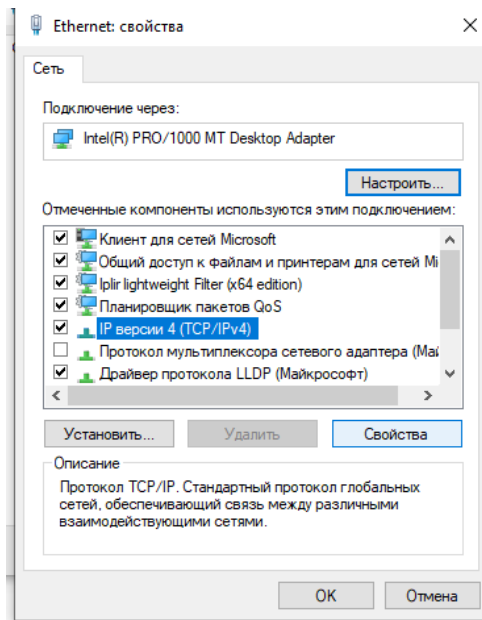 Ethernet: свойства
Сеть
Подключение через:
Intel(R) PRO/1000 MT Desktop Adapter
Настроить...
Отмеченные компоненты используются этим подключением:
Клиент для сетей Microsoft
Общий доступ к файлам и принтерам для сетей Mi
Iplir lightweight Filter (x64 edition)
Планировщик пакетов QoS
IP версии 4 (TCP/IPv4)
Протокол мультиплексора сетевого адаптера (Май
Драйвер протокола LLDP (Майкрософт)
Установить...
Удалить
Свойства
Описание
Протокол TCP/IP. Стандартный протокол глобальных
сетей, обеспечивающий связь между различными
взаимодействующими сетями.
OK
Отмена